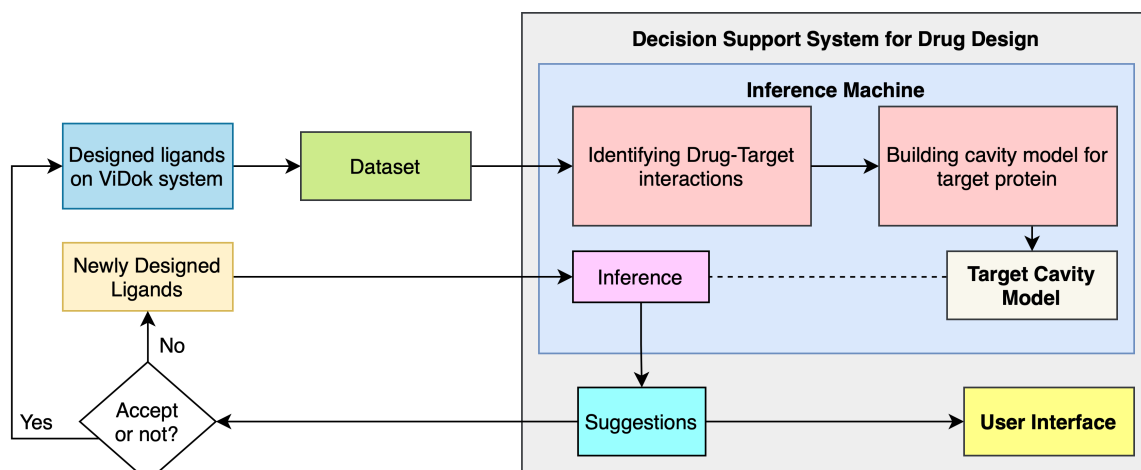 Decision Support System for Drug Design
Inference Machine
Designed ligands
on ViDok system
Dataset
Identifying Drug-Target
interactions
Building cavity model for
target protein
Newly Designed
Ligands
Inference
Target Cavity
Model
No
Yes
Accept
or not?
Suggestions
User Interface